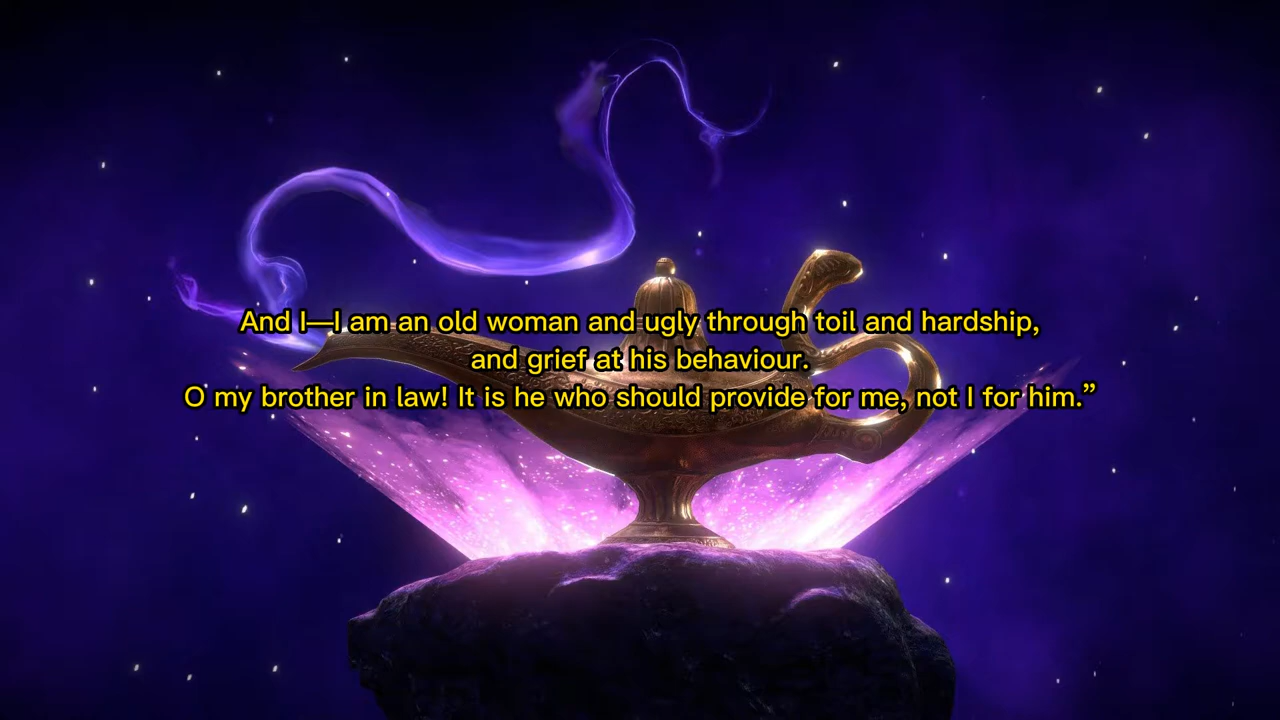 And I—I am an old woman and ugly through toil and hardship,
and grief at his behaviour.
O my brother in law! It is he who should provide for me, not I for him.”